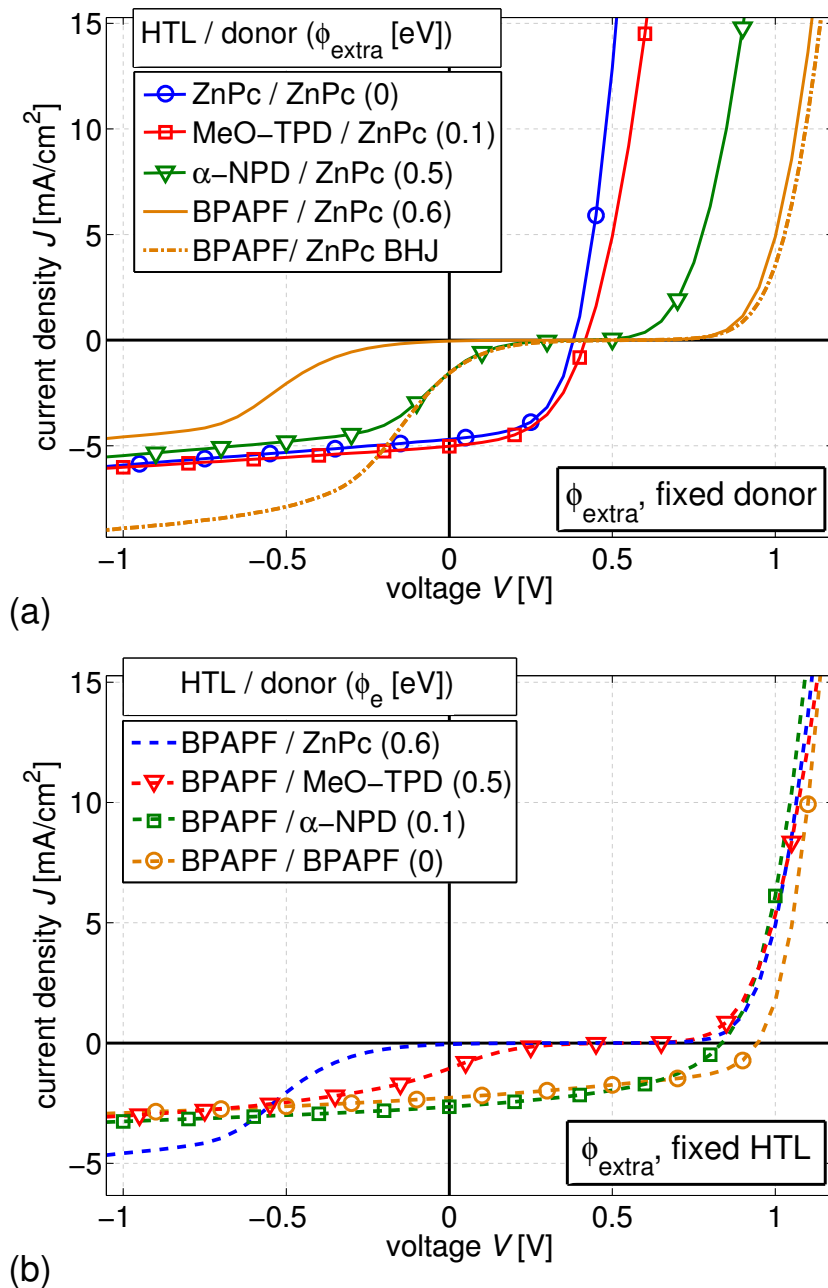 HTL / donor (ϕextra [eV])
ZnPc / ZnPc (0)
MeO−TPD / ZnPc (0.1)
α−NPD / ZnPc (0.5)
BPAPF / ZnPc (0.6)
BPAPF/ ZnPc BHJ
15
10
5
0
−5
current density J [mA/cm²]
ϕextra, fixed donor
−1
−0.5
0
0.5
1
voltage V [V]
(a)
HTL / donor (ϕe [eV])
BPAPF / ZnPc (0.6)
BPAPF / MeO−TPD (0.5)
BPAPF / α−NPD (0.1)
BPAPF / BPAPF (0)
15
10
5
0
−5
current density J [mA/cm²]
ϕextra, fixed HTL
−1
−0.5
0
0.5
1
voltage V [V]
(b)